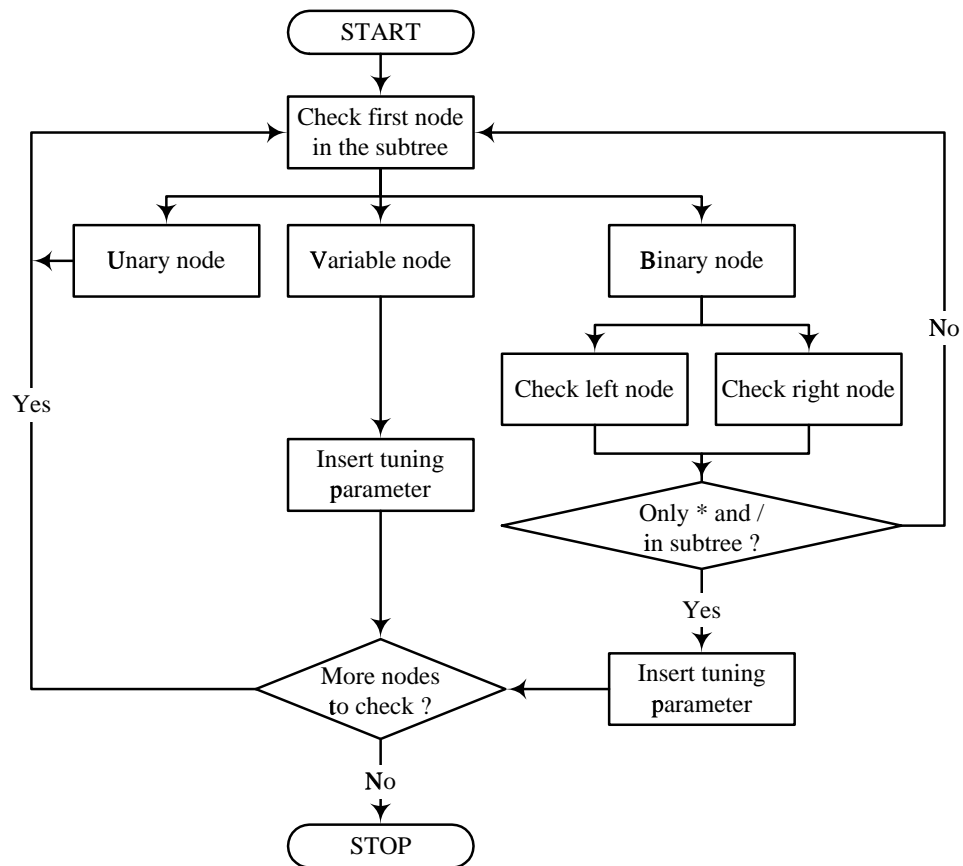 START
Check first node
in the subtree
Unary node
Variable node
Binary node
No
Check left node
Check right node
Yes
Insert tuning
parameter
Only * and /
in subtree ?
Yes
More nodes
to check ?
Insert tuning
parameter
No
STOP